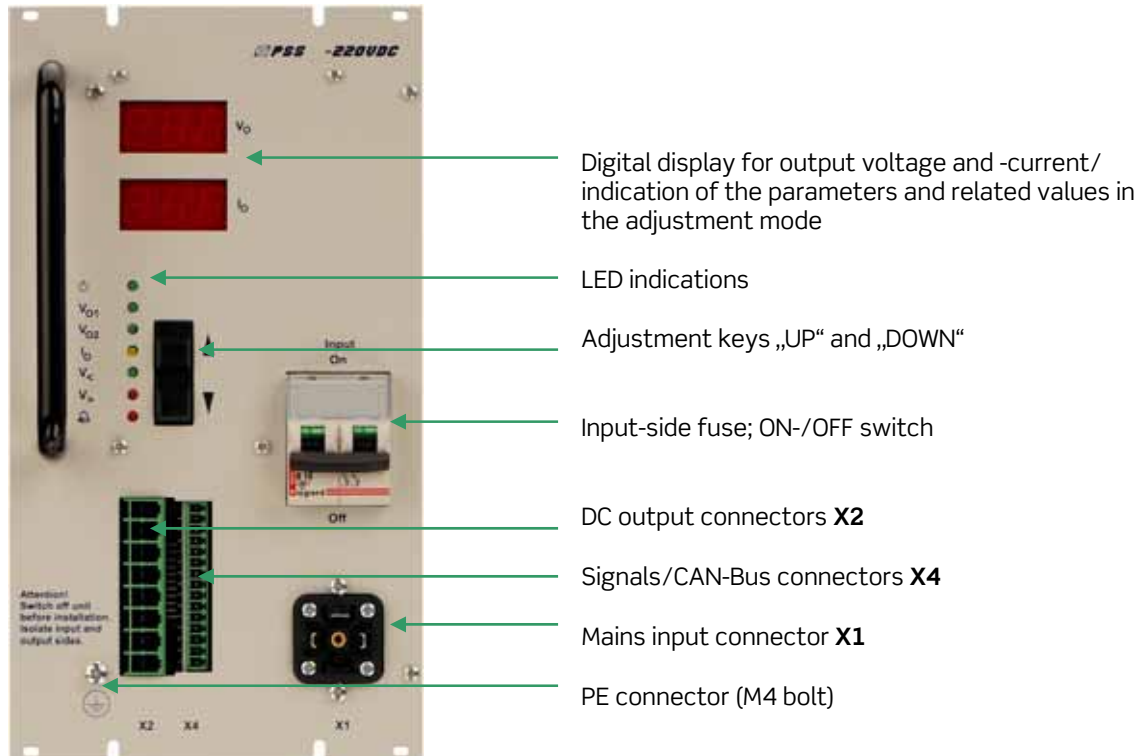 PSS -220VDC
VO
IO
VO1
VO2
IO
V<
V>
Input
On
legrand
Off
Attention!
Switch off unit
before installation.
Isolate input and
output sides.
X2 X4 X1
Digital display for output voltage and -current/
indication of the parameters and related values in
the adjustment mode
LED indications
Adjustment keys „UP“ and „DOWN“
Input-side fuse; ON-/OFF switch
DC output connectors X2
Signals/CAN-Bus connectors X4
Mains input connector X1
PE connector (M4 bolt)